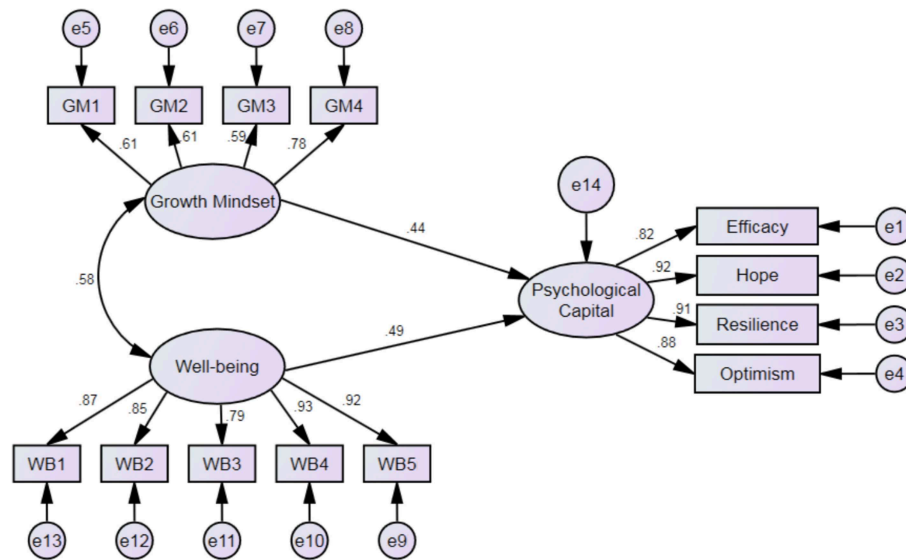 e5
e6
e7
e8
GM1
GM2
GM3
GM4
.61
.61
.59
.78
Growth Mindset
e14
.44
.82
Efficacy
e1
.92
Hope
e2
Psychological
Capital
.91
Resilience
e3
.88
Optimism
e4
.58
.49
Well-being
.87
.85
.79
.93
.92
WB1
WB2
WB3
WB4
WB5
e13
e12
e11
e10
e9